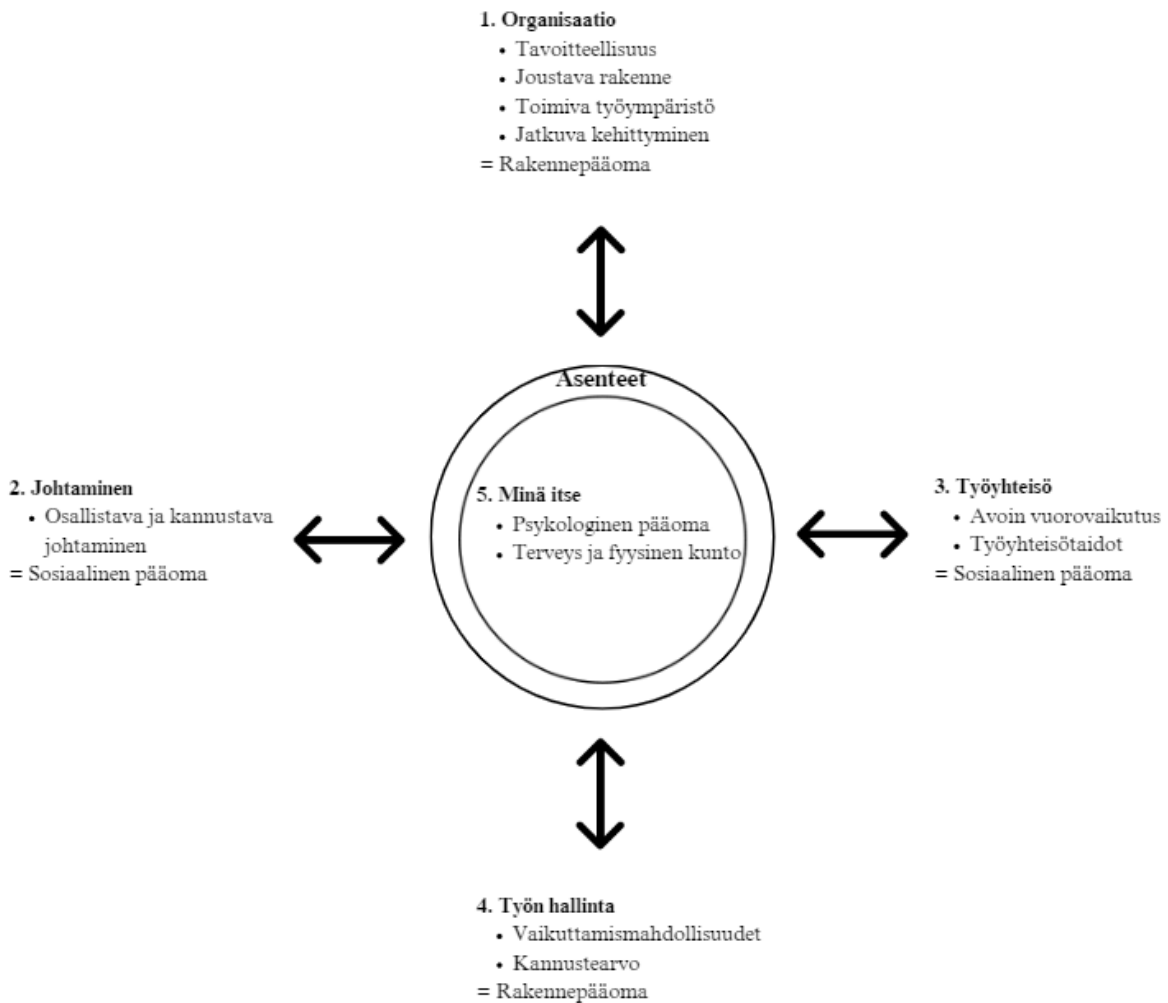 1. Organisaatio
• Tavoitteellisuus
• Joustava rakenne
• Toimiva työympäristö
• Jatkuva kehittyminen
= Rakennepääoma
Asenteet
2. Johtaminen
• Osallistava ja kannustava
johtaminen
= Sosiaalinen pääoma
5. Minä itse
• Psykologinen pääoma
• Terveys ja fyysinen kunto
3. Työyhteisö
• Avoin vuorovaikutus
• Työyhteisötaidot
= Sosiaalinen pääoma
4. Työn hallinta
• Vaikuttamismahdollisuudet
• Kannustearvo
= Rakennepääoma